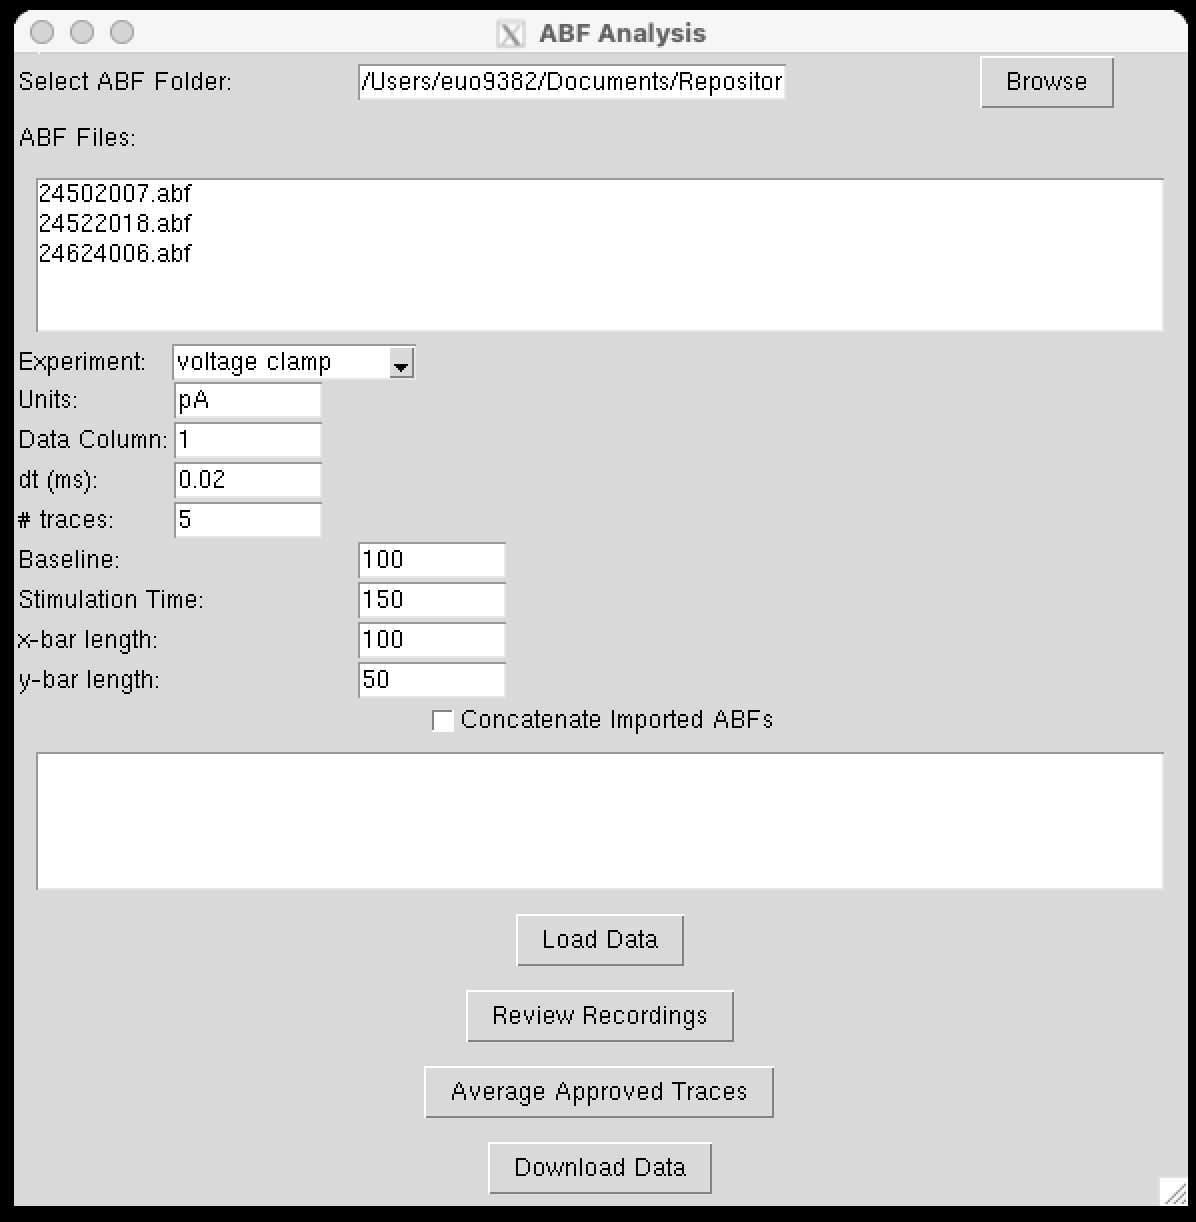 ABF Analysis
Select ABF Folder: /Users/euo9382/Documents/Repositor Browse
ABF Files:
24502007.abf
24522018.abf
24624006.abf
Experiment: voltage clamp
Units: pA
Data Column: 1
dt (ms): 0.02
# traces: 5
Baseline: 100
Stimulation Time: 150
x-bar length: 100
y-bar length: 50
Concatenate Imported ABFs
Load Data
Review Recordings
Average Approved Traces
Download Data